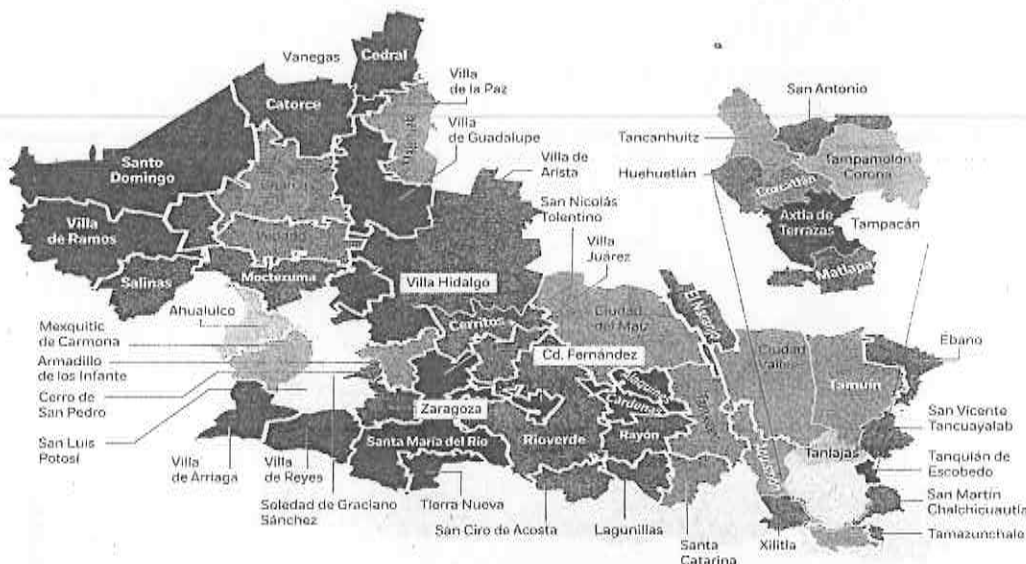 Vanegas
Cedral
Villa
de la Paz
Catorce
Villa
de Guadalupe
Santo
Domingo
Villa de
Arista
San Nicolás
Tolentino
Villa
Juárez
Villa
de Ramos
Salinas
Moctezuma
Villa Hidalgo
Ahualulco
Mexquitic
de Carmona
Armadillo
de los Infante
Cerro de
San Pedro
San Luis
Potosí
Cerritos
Ciudad
del Maíz
El Naranjo
Cd. Fernández
Zaragoza
Santa María del Río
Rioverde
Rayón
Cárdenas
Villa
de Arriaga
Villa
de Reyes
Soledad de Graciano
Sánchez
Tierra Nueva
San Ciro de Acosta
Lagunillas
Santa
Catarina
Xilitla
San Antonio
Tancanhuitz
Huehuetlán
Coxcatlán
Tampamolón
Corona
Axtla de
Terrazas
Tampacán
Matlapa
Ciudad
Tamuín
Ébano
San Vicente
Tancuayalab
Tanlajas
Tanquián de
Escobedo
San Martín
Chalchicuautla
Tamazunchale